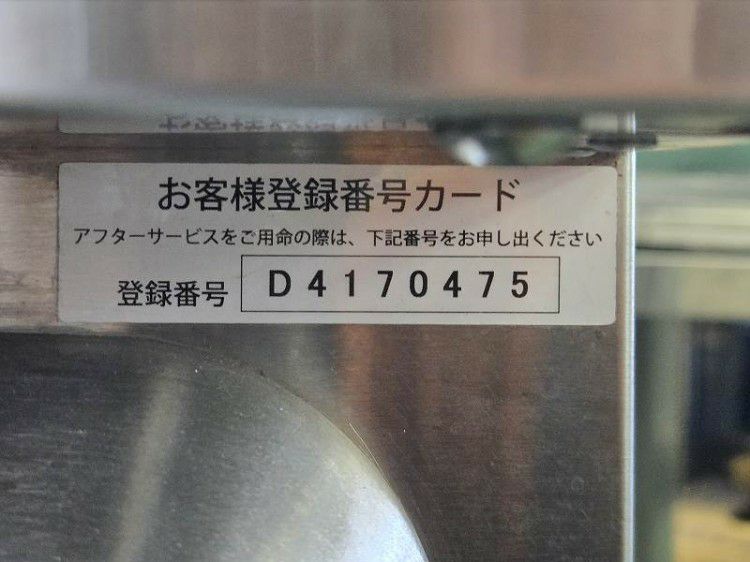 お客様登録番号カード
アフターサービスをご用命の際は、下記番号をお申し出ください
登録番号 D4170475